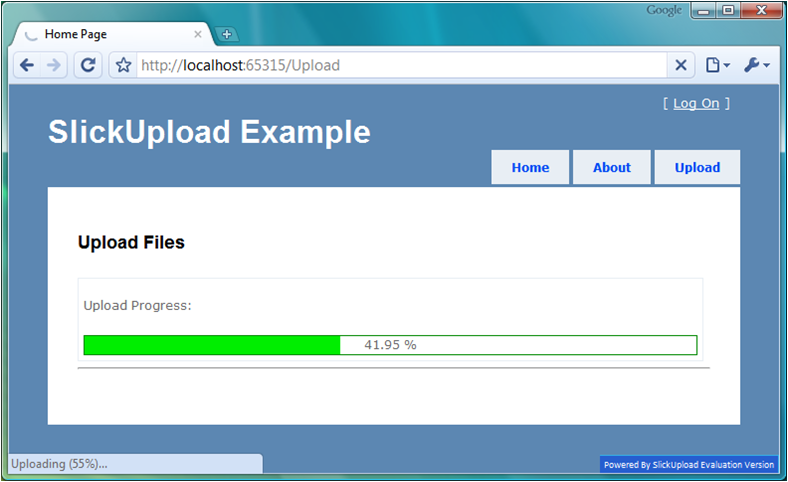 Google
Home Page
http://localhost:65315/Upload
[ Log On ]
SlickUpload Example
Home About Upload
Upload Files
Upload Progress:
41.95 %
Uploading (55%)...
Powered By SlickUpload Evaluation Version